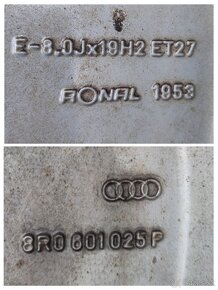 E-8,0Jx19H2 ET27
RONAL 1953
8R0 601 025 P